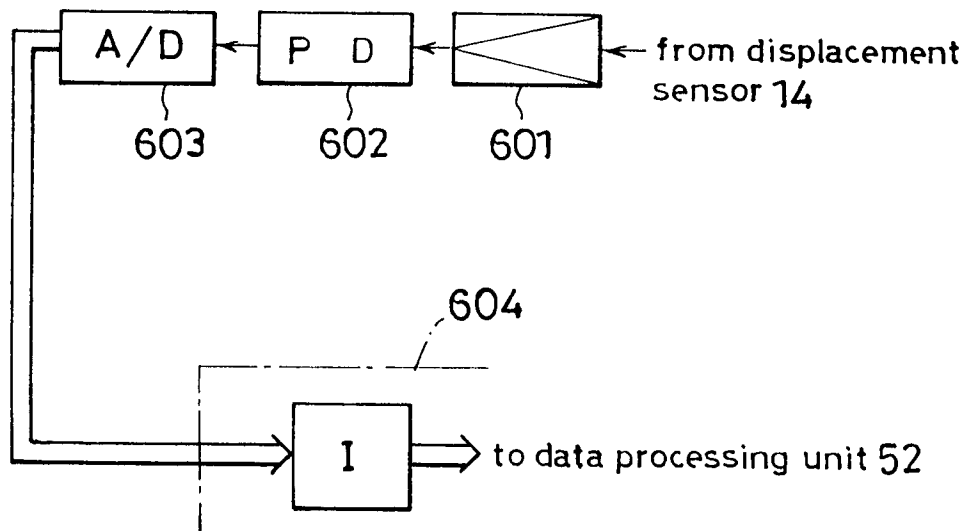 A/D
P D
from displacement
sensor 14
603
602
601
604
I
to data processing unit 52